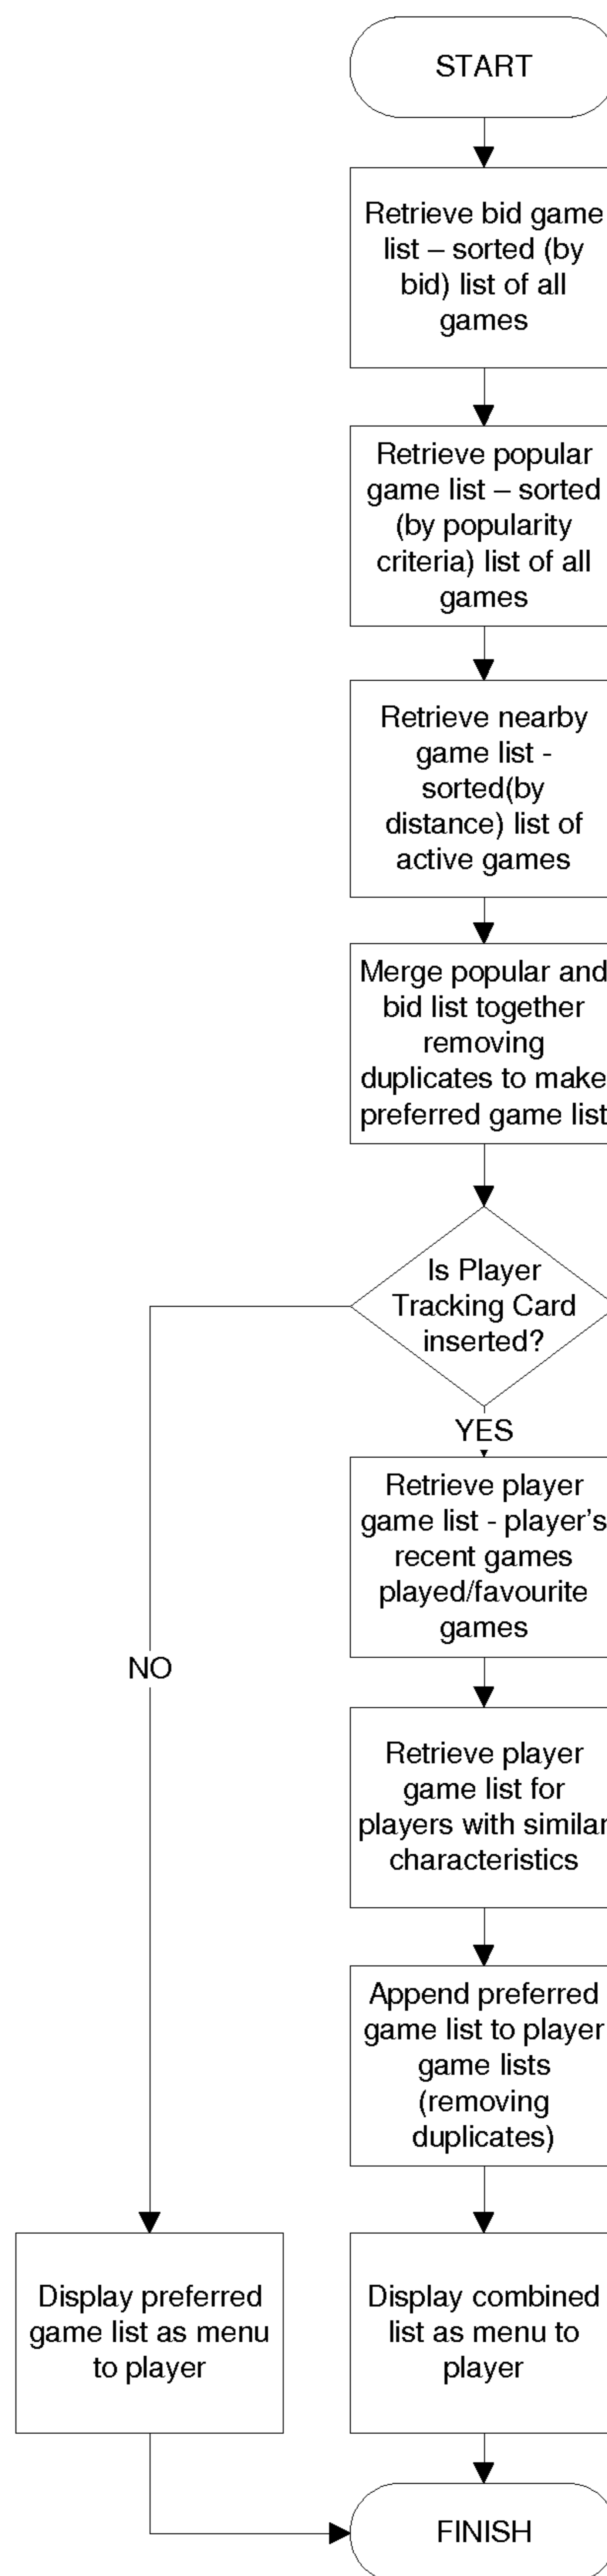 START
Retrieve bid game
list – sorted (by
bid) list of all
games
Retrieve popular
game list – sorted
(by popularity
criteria) list of all
games
Retrieve nearby
game list -
sorted(by
distance) list of
active games
Merge popular and
bid list together
removing
duplicates to make
preferred game list
Is Player
Tracking Card
inserted?
YES
Retrieve player
game list - player’s
recent games
played/favourite
games
NO
Retrieve player
game list for
players with similar
characteristics
Append preferred
game list to player
game lists
(removing
duplicates)
Display preferred
game list as menu
to player
Display combined
list as menu to
player
FINISH